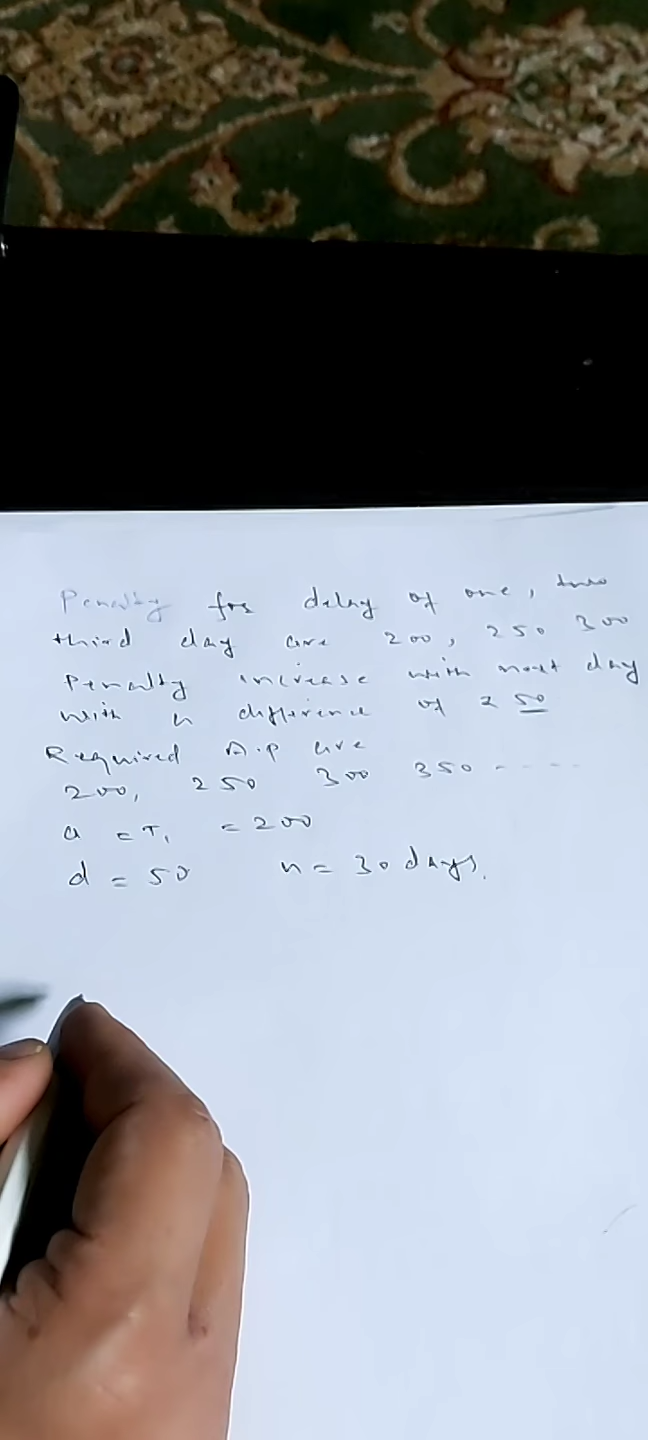 Penalty for delay of one, two
third day are 200, 250 300
Penalty increase with next day
with a difference of ₹ 50
Required A.P are
200, 250 300 350 -----
a = T₁ = 200
d = 50 n = 30 days.